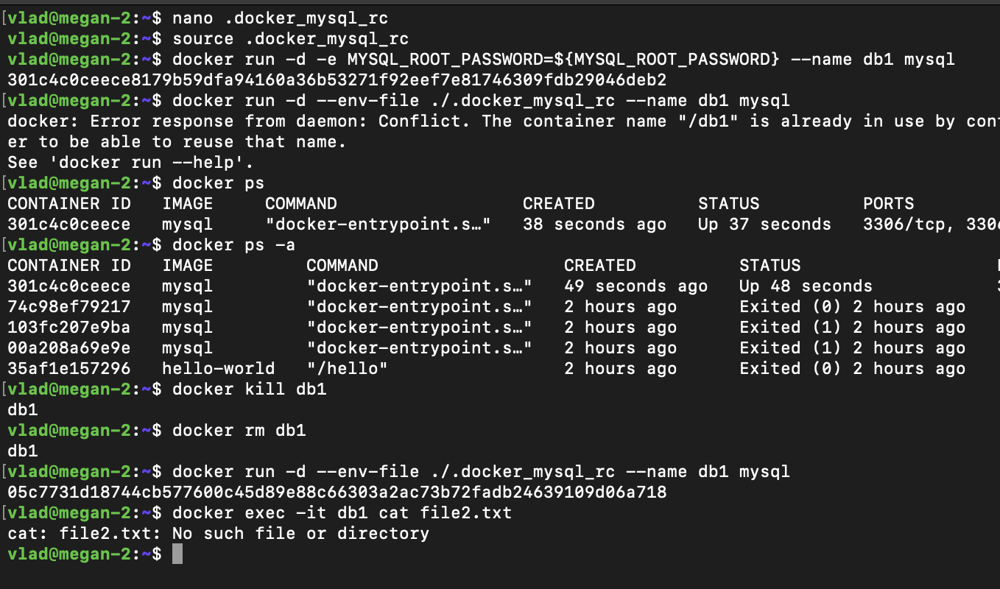 [vlad@megan-2:~$ nano .docker_mysql_rc
vlad@megan-2:~$ source .docker_mysql_rc
vlad@megan-2:~$ docker run -d -e MYSQL_ROOT_PASSWORD=${MYSQL_ROOT_PASSWORD} --name db1 mysql
301c4c0ceece8179b59dfa94160a36b53271f92eef7e81746309fdb29046deb2
[vlad@megan-2:~$ docker run -d --env-file ./.docker_mysql_rc --name db1 mysql
docker: Error response from daemon: Conflict. The container name "/db1" is already in use by cont
er to be able to reuse that name.
See 'docker run --help'.
[vlad@megan-2:~$ docker ps
CONTAINER ID   IMAGE     COMMAND                  CREATED          STATUS          PORTS
301c4c0ceece   mysql     "docker-entrypoint.s…"   38 seconds ago   Up 37 seconds   3306/tcp, 3306
[vlad@megan-2:~$ docker ps -a
CONTAINER ID   IMAGE         COMMAND                  CREATED          STATUS
301c4c0ceece   mysql         "docker-entrypoint.s…"   49 seconds ago   Up 48 seconds
74c98ef79217   mysql         "docker-entrypoint.s…"   2 hours ago      Exited (0) 2 hours ago
103fc207e9ba   mysql         "docker-entrypoint.s…"   2 hours ago      Exited (1) 2 hours ago
00a208a69e9e   mysql         "docker-entrypoint.s…"   2 hours ago      Exited (1) 2 hours ago
35af1e157296   hello-world   "/hello"                 2 hours ago      Exited (0) 2 hours ago
[vlad@megan-2:~$ docker kill db1
db1
vlad@megan-2:~$ docker rm db1
db1
[vlad@megan-2:~$ docker run -d --env-file ./.docker_mysql_rc --name db1 mysql
05c7731d18744cb577600c45d89e88c66303a2ac73b72fadb24639109d06a718
[vlad@megan-2:~$ docker exec -it db1 cat file2.txt
cat: file2.txt: No such file or directory
vlad@megan-2:~$